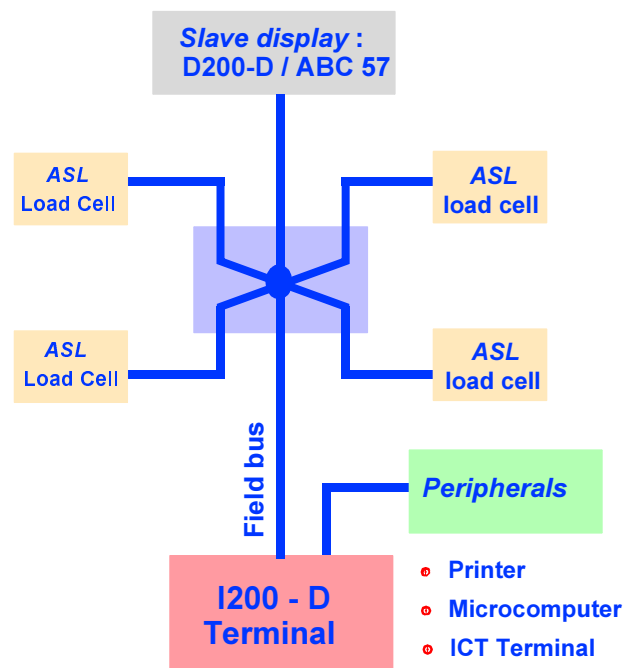 Slave display :
D200-D / ABC 57
ASL
Load Cell
ASL
load cell
ASL
Load Cell
ASL
load cell
Field bus
Peripherals
I200 - D
Terminal
Printer
Microcomputer
ICT Terminal